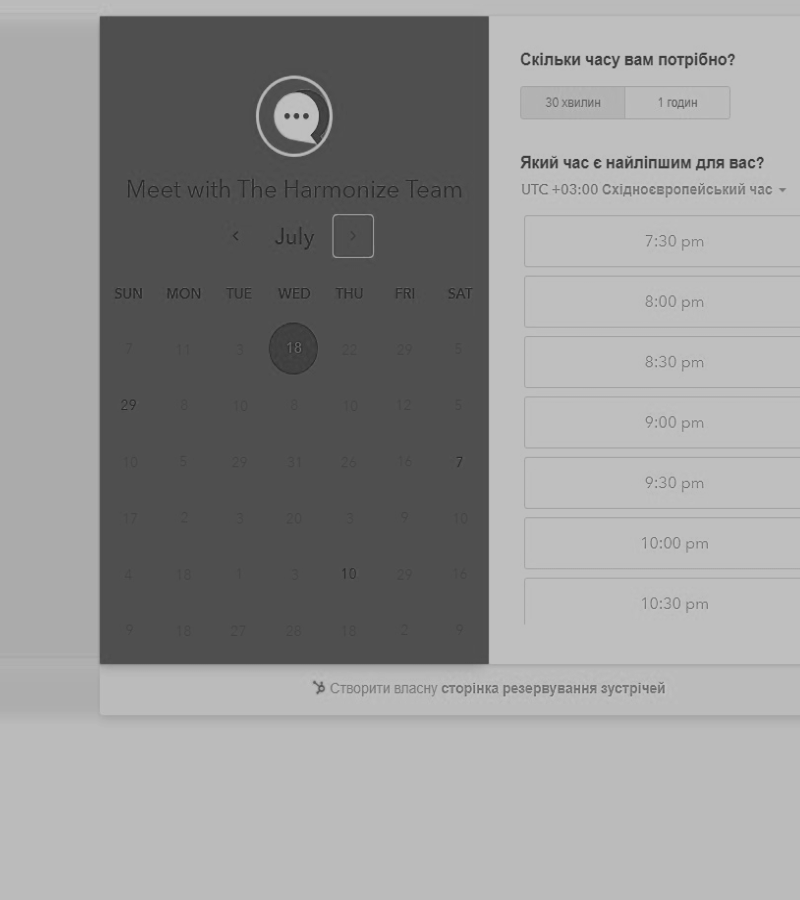 Meet with The Harmonize Team
July
SUN MON TUE WED THU FRI SAT
7 11 3 18 22 29 5
29 8 10 8 10 12 5
10 5 29 31 26 16 7
17 2 3 20 3 9 10
4 18 1 3 10 29 16
9 18 27 28 18 2 9
Скільки часу вам потрібно?
30 хвилин 1 годин
Який час є найліпшим для вас?
UTC +03:00 Східноєвропейський час
7:30 pm
8:00 pm
8:30 pm
9:00 pm
9:30 pm
10:00 pm
10:30 pm
Створити власну сторінка резервування зустрічей